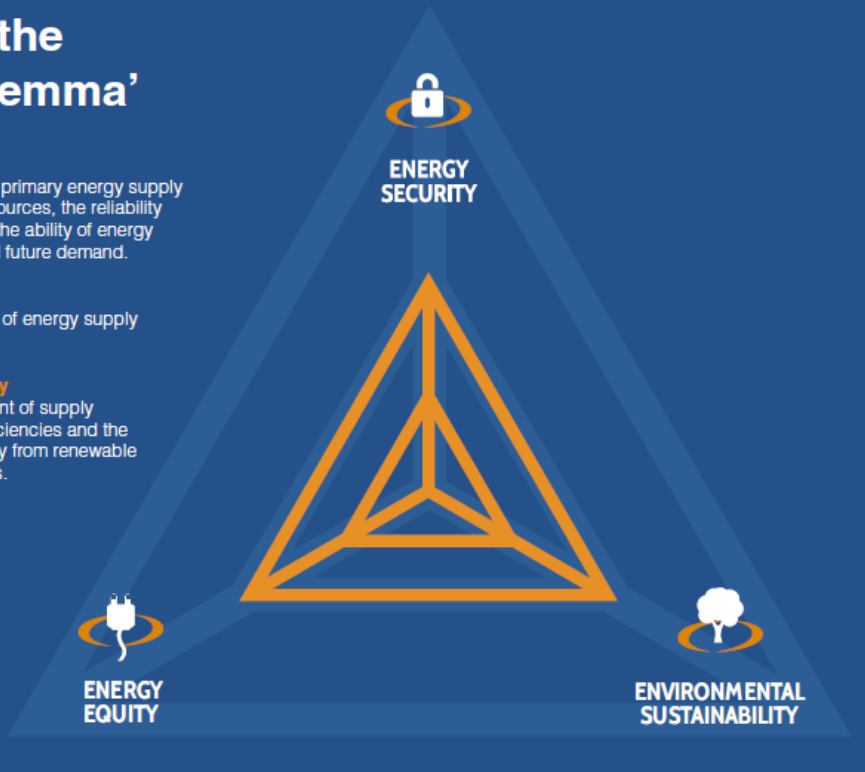 the
emma’
primary energy supply
ources, the reliability
he ability of energy
future demand.
of energy supply
y
nt of supply
ciencies and the
y from renewable
s.
ENERGY
SECURITY
ENERGY
EQUITY
ENVIRONMENTAL
SUSTAINABILITY